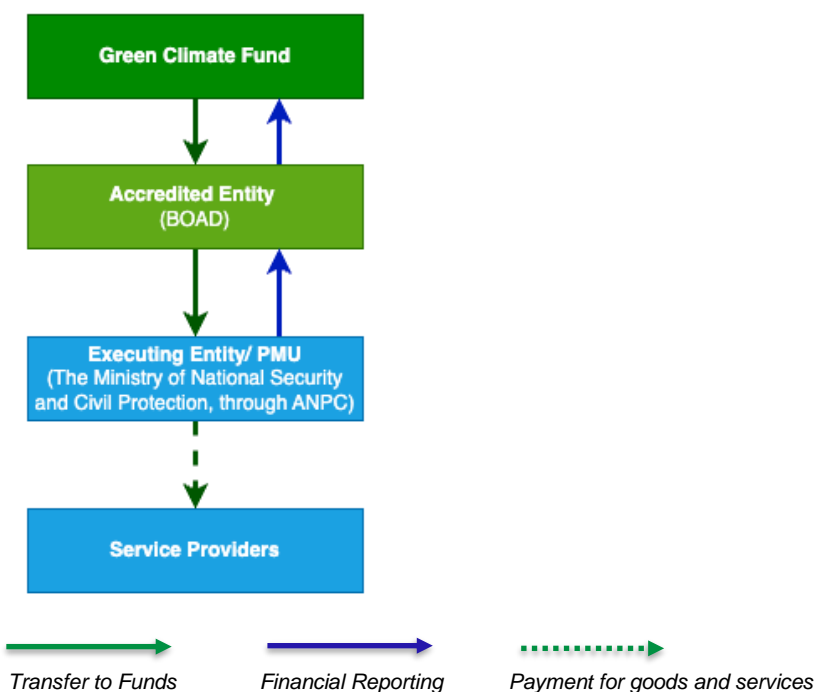 Green Climate Fund
Accredited Entity
(BOAD)
Executing Entity/ PMU
(The Ministry of National Security
and Civil Protection, through ANPC)
Service Providers
Transfer to Funds
Financial Reporting
Payment for goods and services